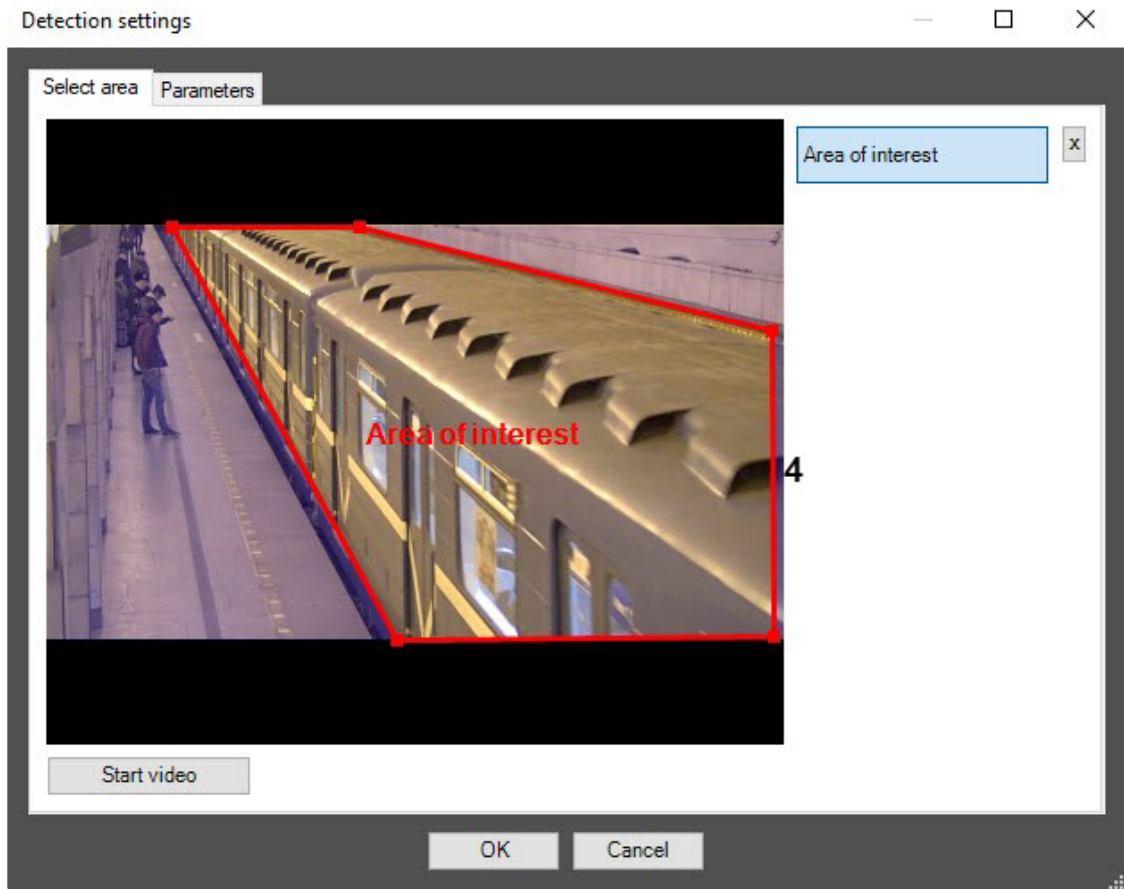 Detection settings
Select area
Parameters
Area of interest
x
Area of interest
4
Start video
OK
Cancel